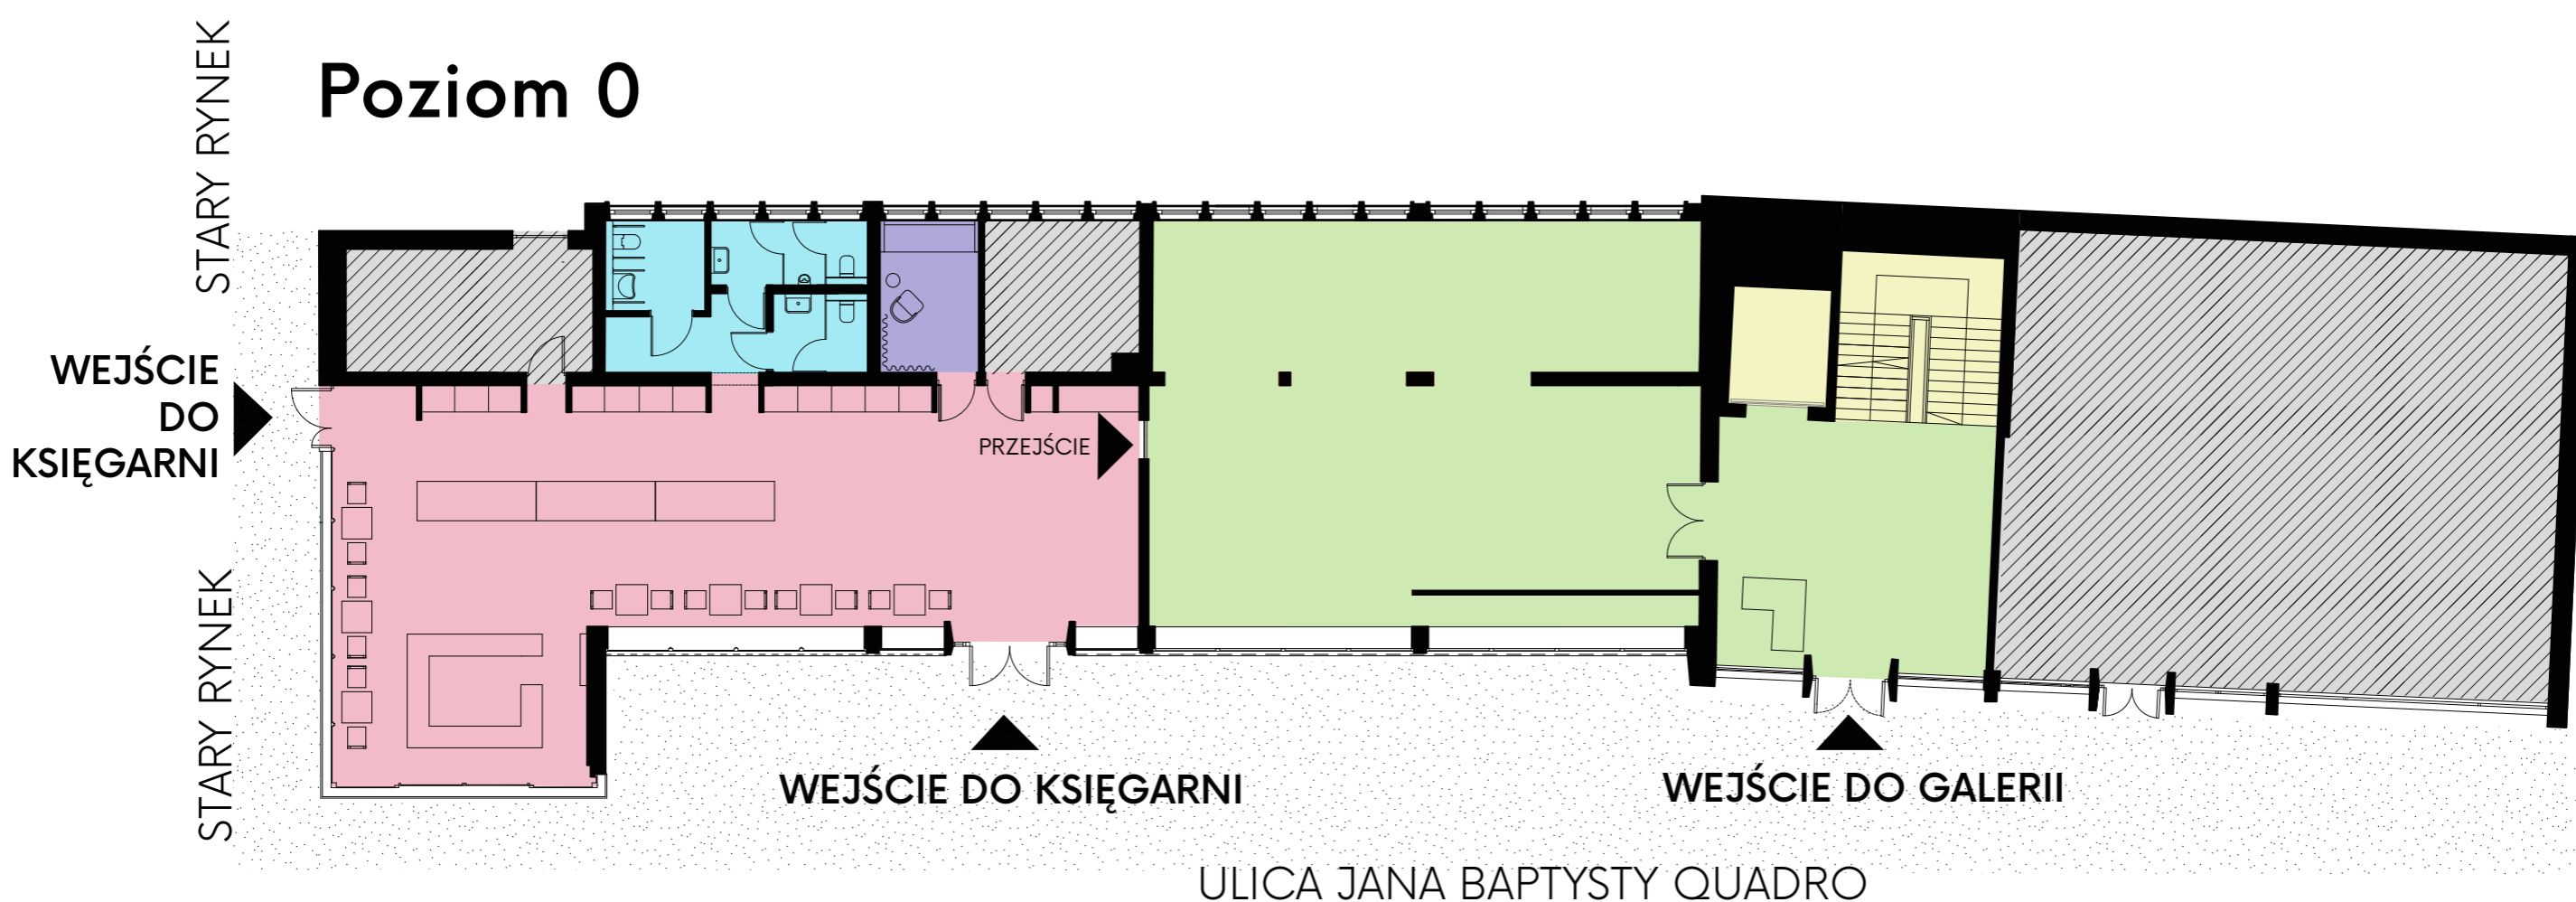 Poziom 0
STARY RYNEK
WEJŚCIE
DO
KSIĘGARNI
PRZEJŚCIE
STARY RYNEK
WEJŚCIE DO KSIĘGARNI
WEJŚCIE DO GALERII
ULICA JANA BAPTYSTY QUADRO